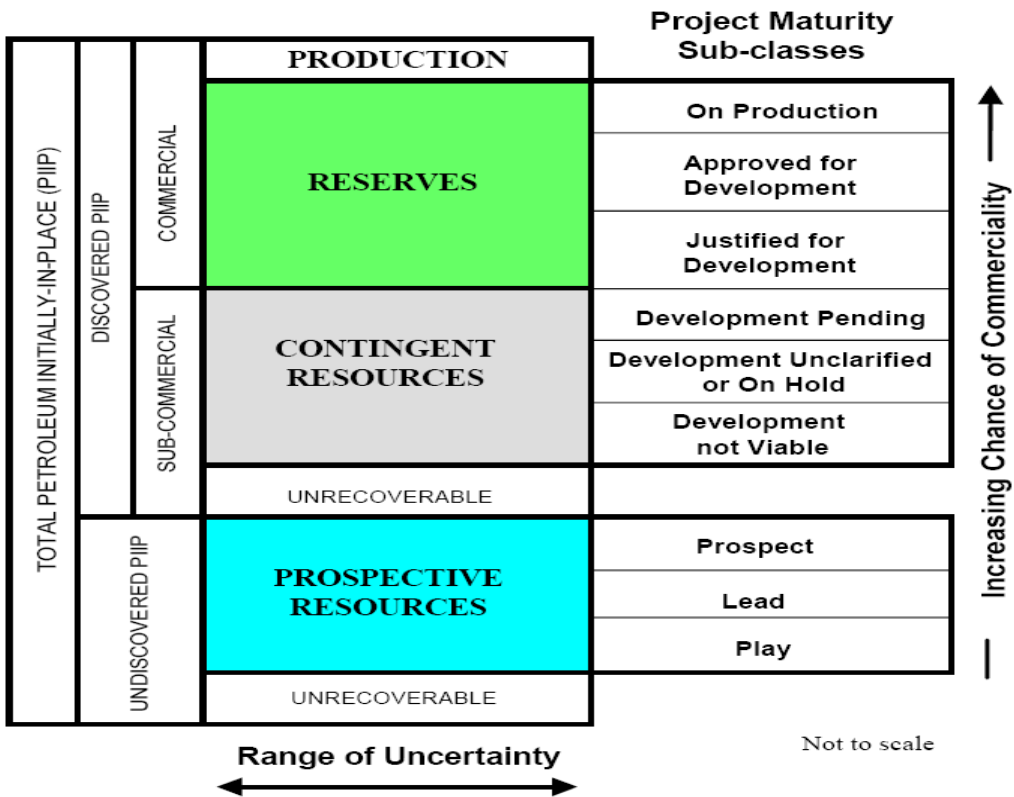 Project Maturity
Sub-classes
TOTAL PETROLEUM INITIALLY-IN-PLACE (PIIP)
DISCOVERED PIIP
COMMERCIAL
PRODUCTION
RESERVES
On Production
Approved for
Development
Justified for
Development
SUB-COMMERCIAL
CONTINGENT
RESOURCES
Development Pending
Development Unclarified
or On Hold
Development
not Viable
UNRECOVERABLE
UNDISCOVERED PIIP
PROSPECTIVE
RESOURCES
Prospect
Lead
Play
UNRECOVERABLE
Increasing Chance of Commerciality
Range of Uncertainty
Not to scale